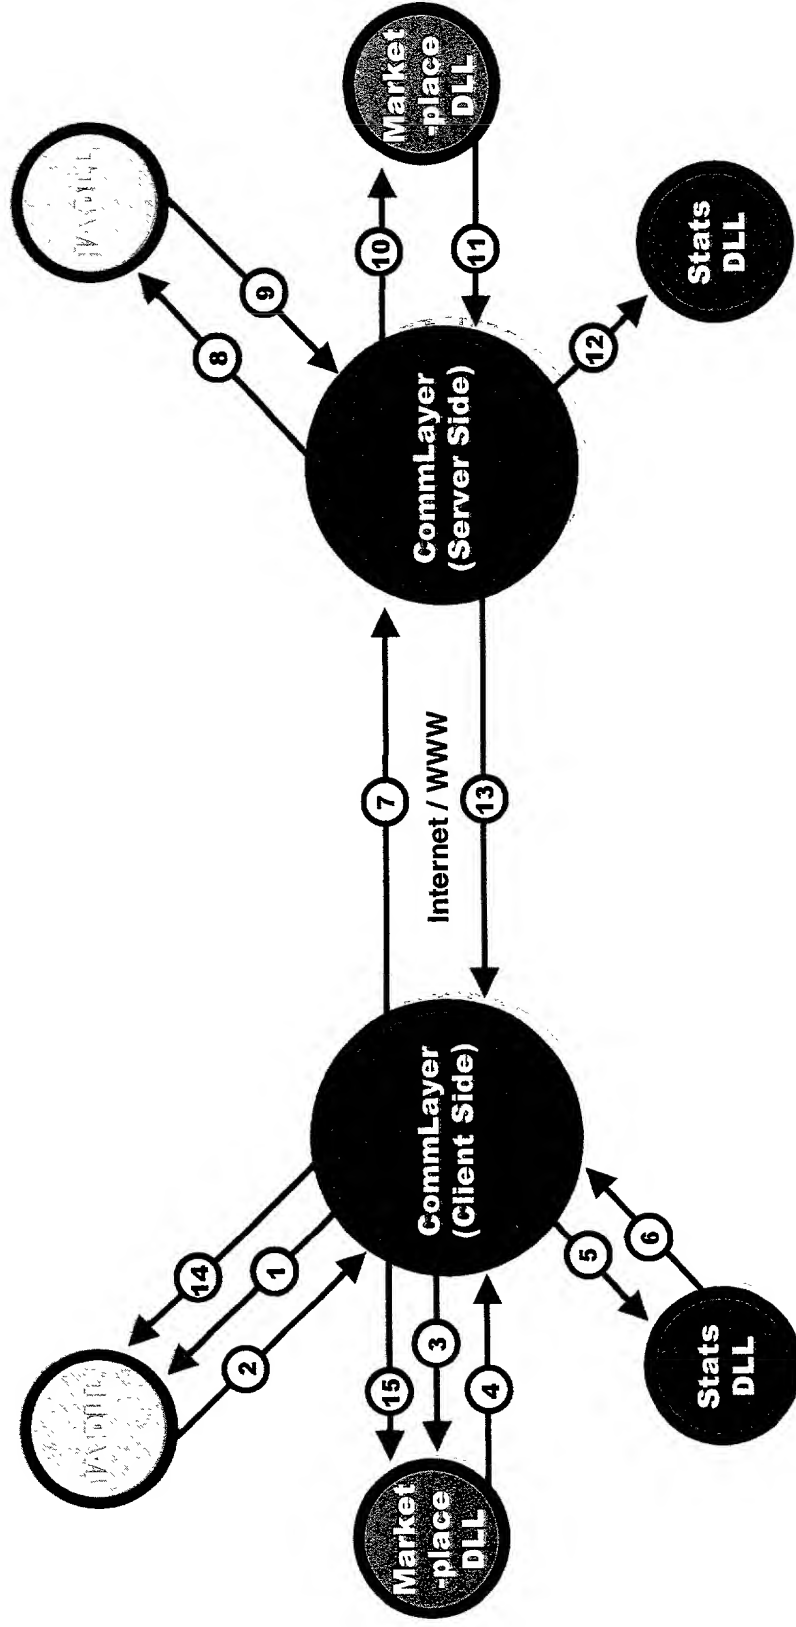 14
1
2
15
3
4
Market
-place
DLL
CommLayer
(Client Side)
5
6
Stats
DLL
7
Internet / WWW
13
8
9
10
11
Market
-place
DLL
CommLayer
(Server Side)
12
Stats
DLL